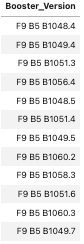 Booster_Version
F9 B5 B1048.4
F9 B5 B1049.4
F9 B5 B1051.3
F9 B5 B1056.4
F9 B5 B1048.5
F9 B5 B1051.4
F9 B5 B1049.5
F9 B5 B1060.2
F9 B5 B1058.3
F9 B5 B1051.6
F9 B5 B1060.3
F9 B5 B1049.7